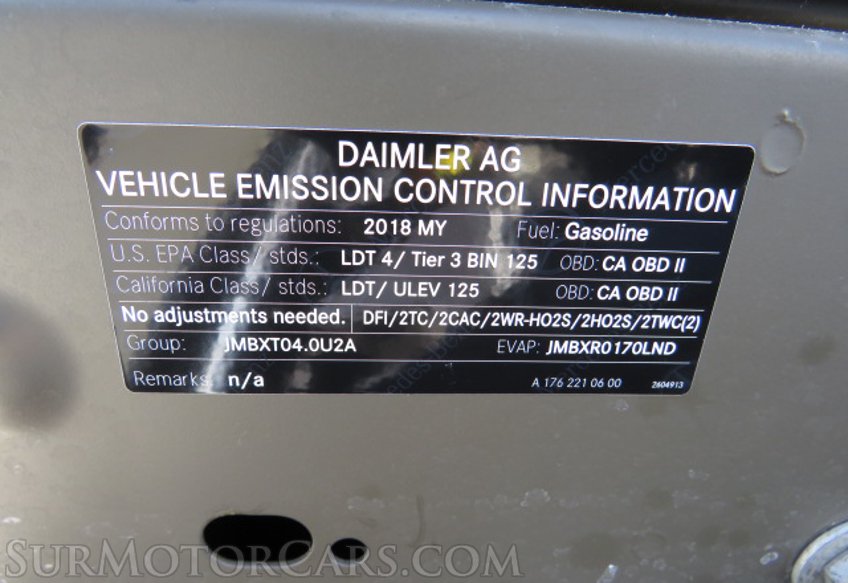 DAIMLER AG
VEHICLE EMISSION CONTROL INFORMATION
Conforms to regulations: 2018 MY Fuel: Gasoline
U.S. EPA Class/ stds.: LDT 4/ Tier 3 BIN 125 OBD: CA OBD II
California Class/ stds.: LDT/ ULEV 125 OBD: CA OBD II
No adjustments needed. DFI/2TC/2CAC/2WR-HO2S/2HO2S/2TWC(2)
Group: JMBXT04.0U2A EVAP: JMBXR0170LND
Remarks: n/a A 176 221 06 00 2604913
SurMotorCars.com